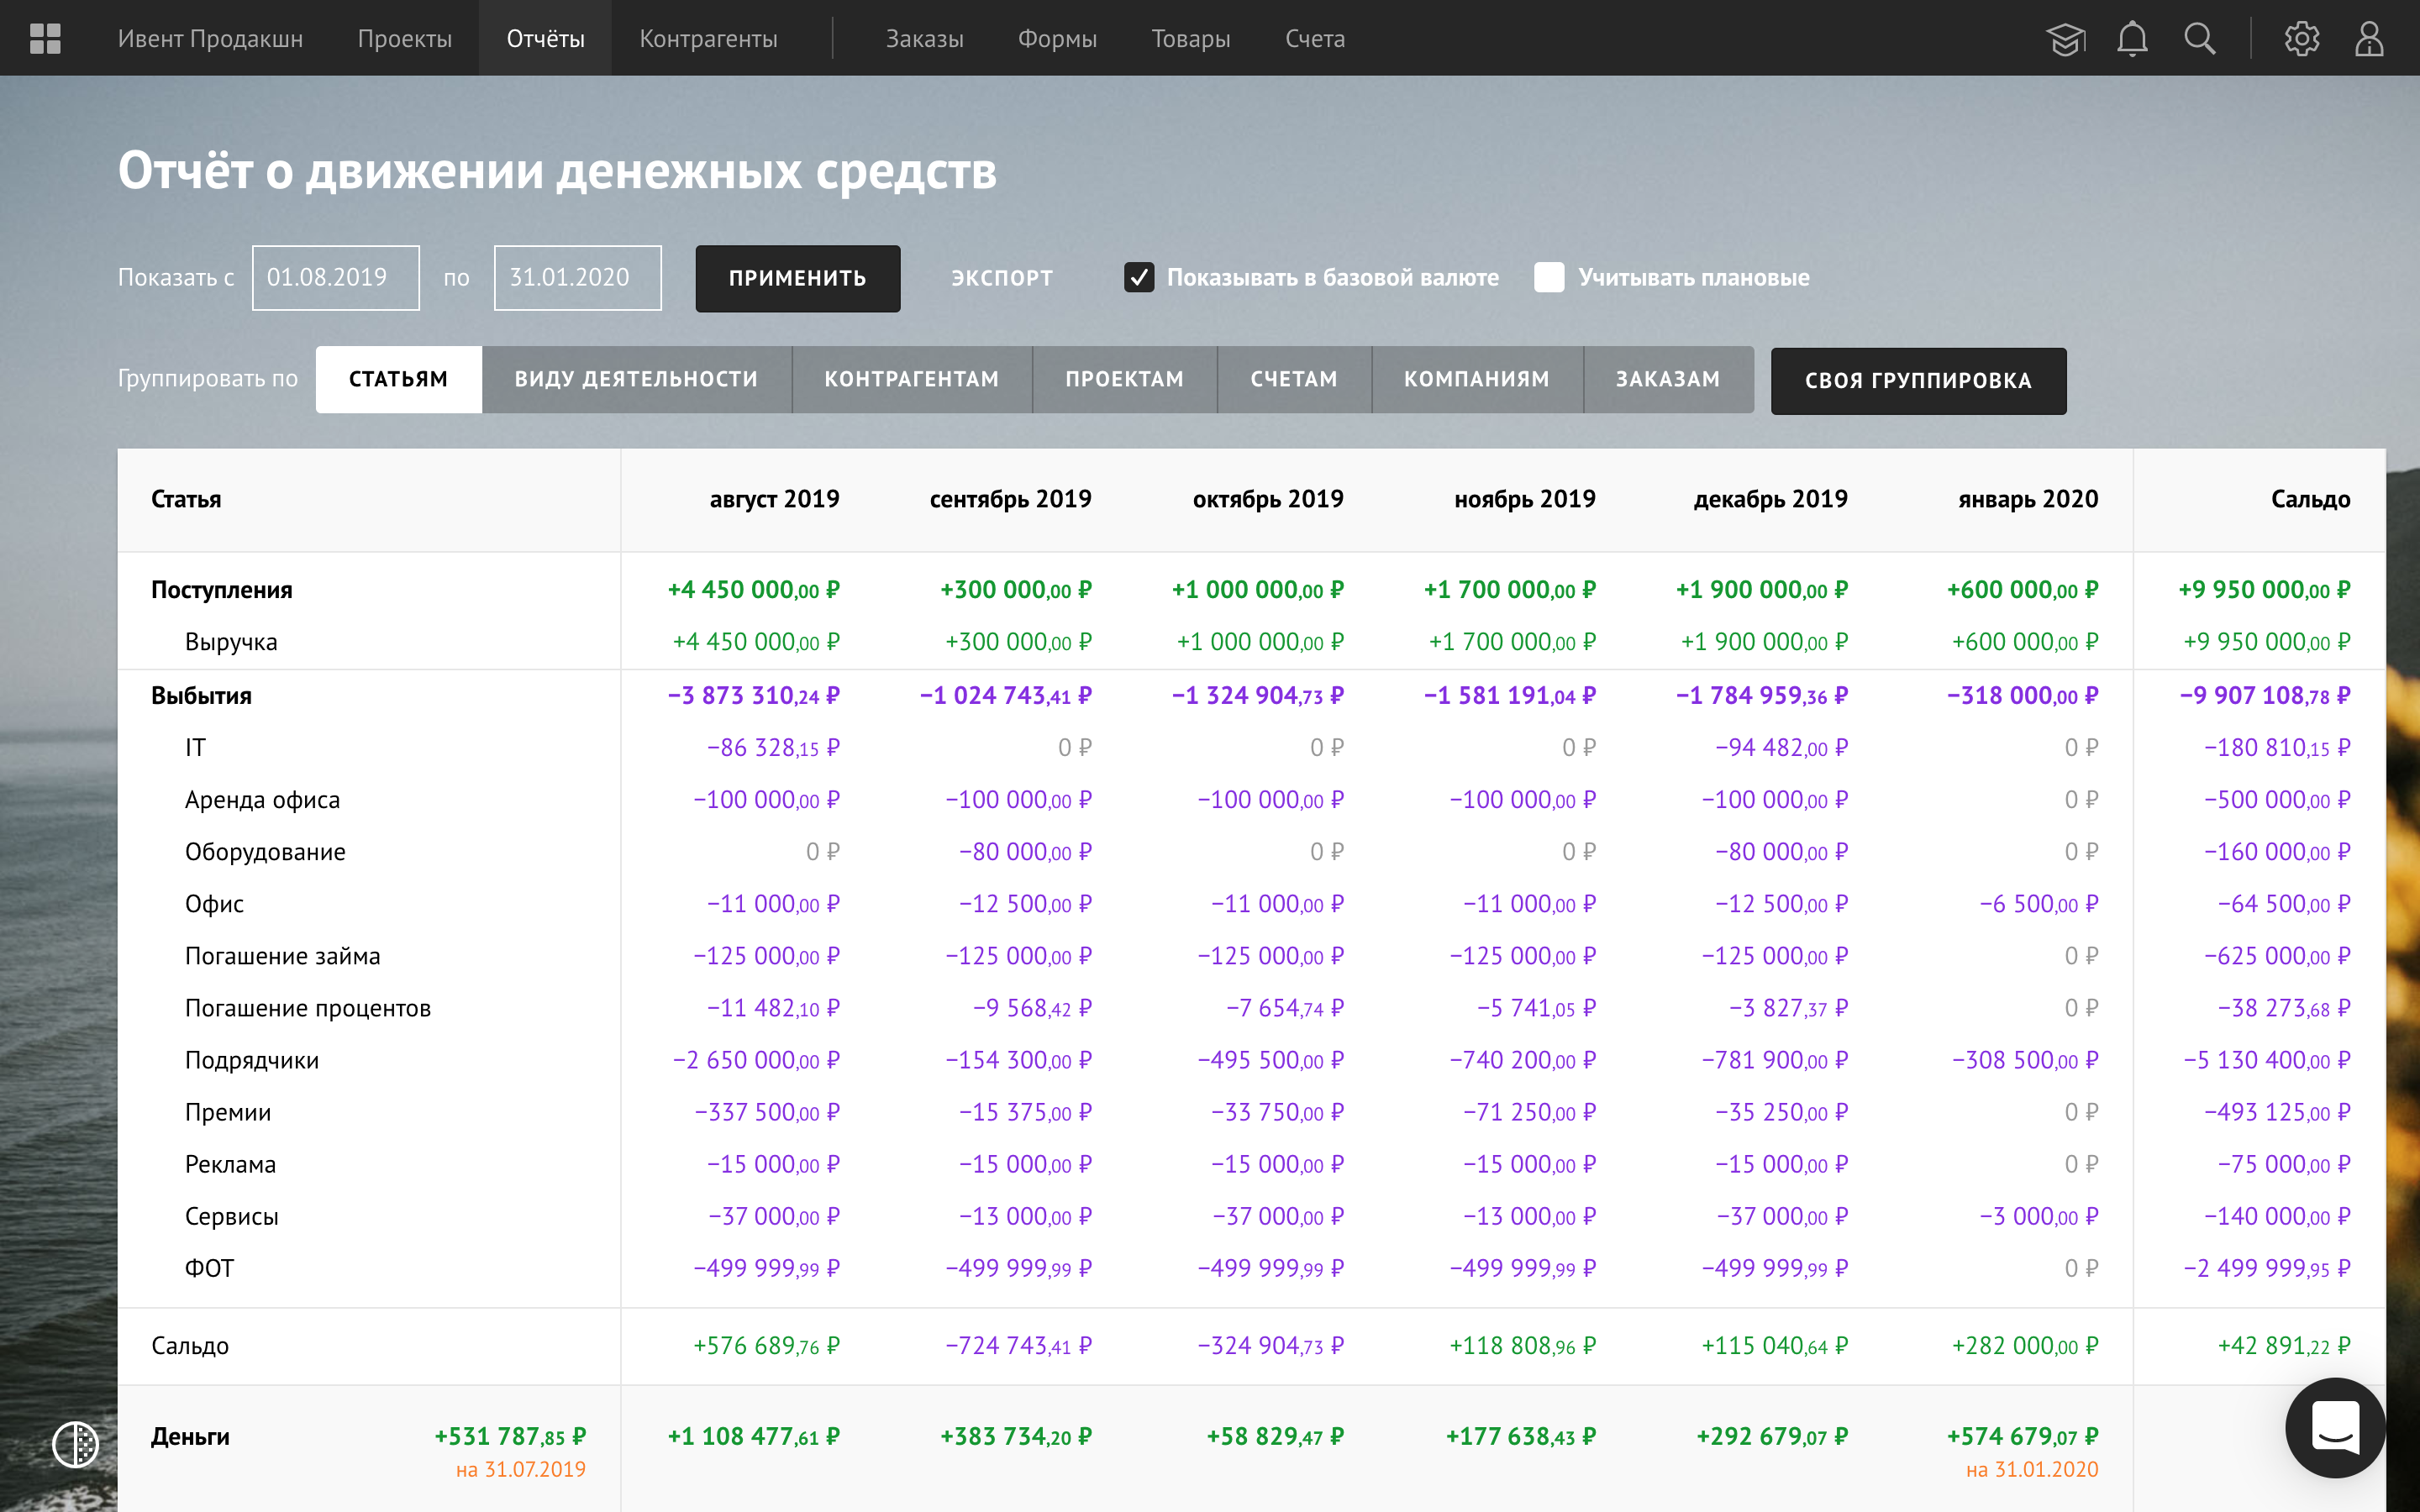 Ивент Продакшн Проекты Отчёты Контрагенты Заказы Формы Товары Счета
Отчёт о движении денежных средств
Показать с 01.08.2019 по 31.01.2020 ПРИМЕНИТЬ ЭКСПОРТ Показывать в базовой валюте Учитывать плановые
Группировать по СТАТЬЯМ ВИДУ ДЕЯТЕЛЬНОСТИ КОНТРАГЕНТАМ ПРОЕКТАМ СЧЕТАМ КОМПАНИЯМ ЗАКАЗАМ СВОЯ ГРУППИРОВКА
Статья август 2019 сентябрь 2019 октябрь 2019 ноябрь 2019 декабрь 2019 январь 2020 Сальдо
Поступления +4 450 000,00 ₽ +300 000,00 ₽ +1 000 000,00 ₽ +1 700 000,00 ₽ +1 900 000,00 ₽ +600 000,00 ₽ +9 950 000,00 ₽
Выручка +4 450 000,00 ₽ +300 000,00 ₽ +1 000 000,00 ₽ +1 700 000,00 ₽ +1 900 000,00 ₽ +600 000,00 ₽ +9 950 000,00 ₽
Выбытия −3 873 310,24 ₽ −1 024 743,41 ₽ −1 324 904,73 ₽ −1 581 191,04 ₽ −1 784 959,36 ₽ −318 000,00 ₽ −9 907 108,78 ₽
IT −86 328,15 ₽ 0 ₽ 0 ₽ 0 ₽ −94 482,00 ₽ 0 ₽ −180 810,15 ₽
Аренда офиса −100 000,00 ₽ −100 000,00 ₽ −100 000,00 ₽ −100 000,00 ₽ −100 000,00 ₽ 0 ₽ −500 000,00 ₽
Оборудование 0 ₽ −80 000,00 ₽ 0 ₽ 0 ₽ −80 000,00 ₽ 0 ₽ −160 000,00 ₽
Офис −11 000,00 ₽ −12 500,00 ₽ −11 000,00 ₽ −11 000,00 ₽ −12 500,00 ₽ −6 500,00 ₽ −64 500,00 ₽
Погашение займа −125 000,00 ₽ −125 000,00 ₽ −125 000,00 ₽ −125 000,00 ₽ −125 000,00 ₽ 0 ₽ −625 000,00 ₽
Погашение процентов −11 482,10 ₽ −9 568,42 ₽ −7 654,74 ₽ −5 741,05 ₽ −3 827,37 ₽ 0 ₽ −38 273,68 ₽
Подрядчики −2 650 000,00 ₽ −154 300,00 ₽ −495 500,00 ₽ −740 200,00 ₽ −781 900,00 ₽ −308 500,00 ₽ −5 130 400,00 ₽
Премии −337 500,00 ₽ −15 375,00 ₽ −33 750,00 ₽ −71 250,00 ₽ −35 250,00 ₽ 0 ₽ −493 125,00 ₽
Реклама −15 000,00 ₽ −15 000,00 ₽ −15 000,00 ₽ −15 000,00 ₽ −15 000,00 ₽ 0 ₽ −75 000,00 ₽
Сервисы −37 000,00 ₽ −13 000,00 ₽ −37 000,00 ₽ −13 000,00 ₽ −37 000,00 ₽ −3 000,00 ₽ −140 000,00 ₽
ФОТ −499 999,99 ₽ −499 999,99 ₽ −499 999,99 ₽ −499 999,99 ₽ −499 999,99 ₽ 0 ₽ −2 499 999,95 ₽
Сальдо +576 689,76 ₽ −724 743,41 ₽ −324 904,73 ₽ +118 808,96 ₽ +115 040,64 ₽ +282 000,00 ₽ +42 891,22 ₽
Деньги +531 787,85 ₽ +1 108 477,61 ₽ +383 734,20 ₽ +58 829,47 ₽ +177 638,43 ₽ +292 679,07 ₽ +574 679,07 ₽
на 31.07.2019 на 31.01.2020